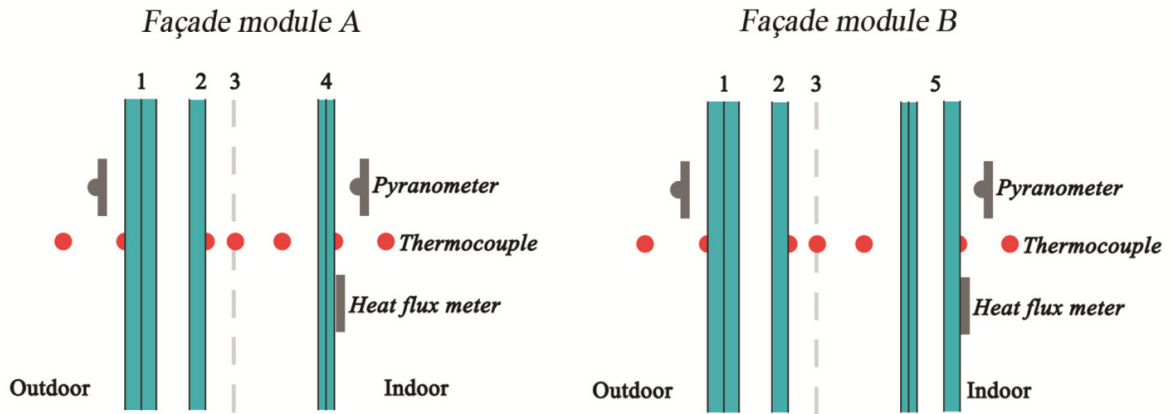 Façade module A
1 2 3 4
Pyranometer
Thermocouple
Heat flux meter
Outdoor Indoor
Façade module B
1 2 3 5
Pyranometer
Thermocouple
Heat flux meter
Outdoor Indoor